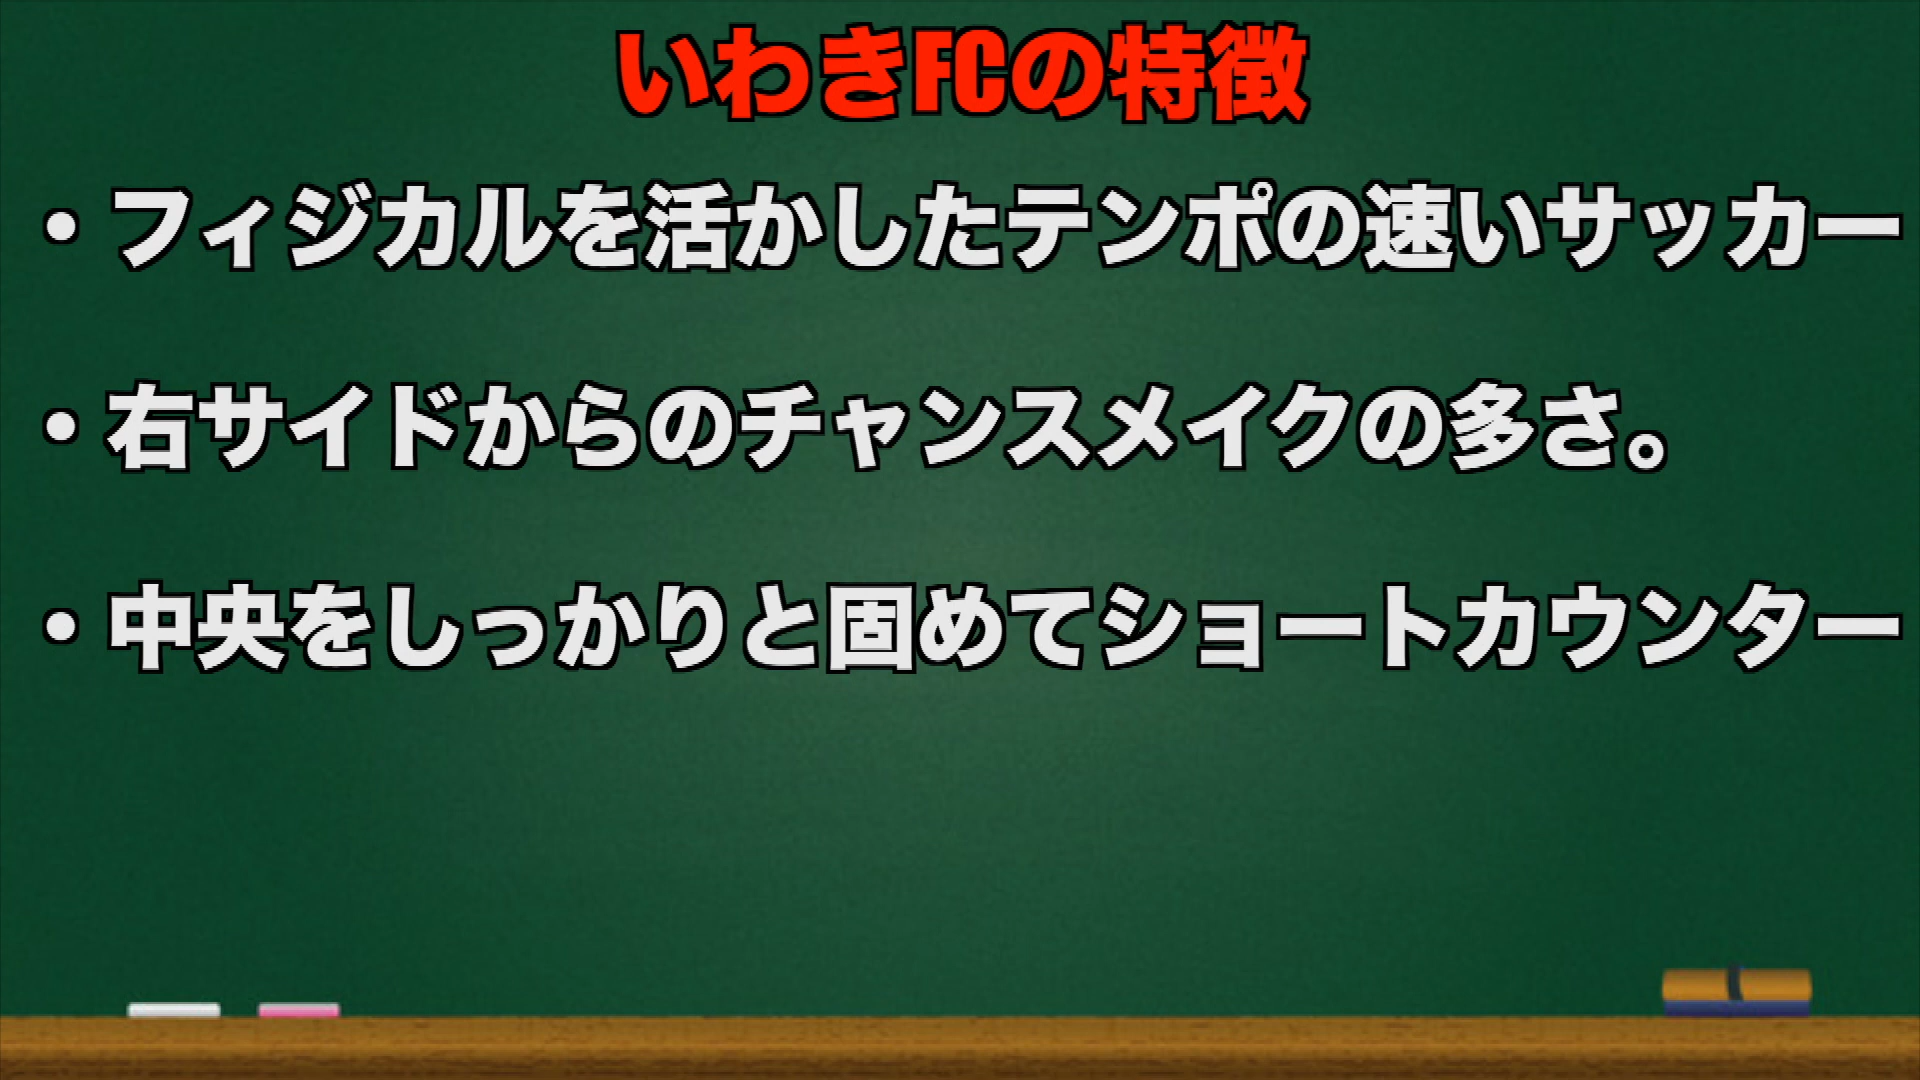 いわきFCの特徴
・フィジカルを活かしたテンポの速いサッカー
・右サイドからのチャンスメイクの多さ。
・中央をしっかりと固めてショートカウンター